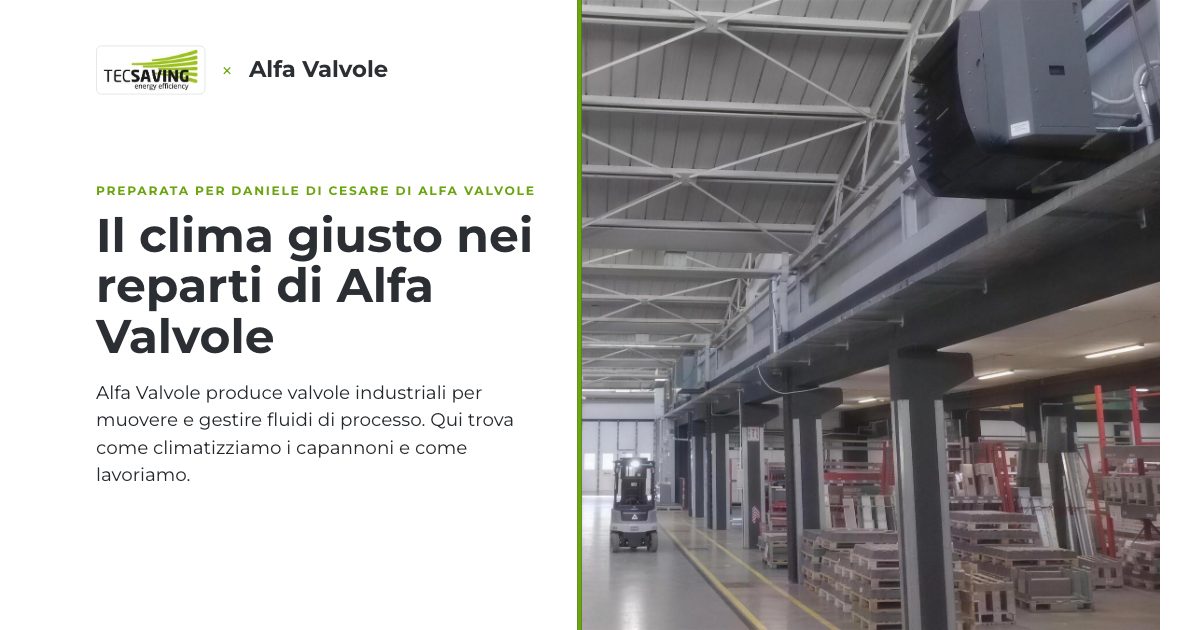 TECSAVING
energy efficiency
× Alfa Valvole
PREPARATA PER DANIELE DI CESARE DI ALFA VALVOLE
Il clima giusto nei
reparti di Alfa
Valvole
Alfa Valvole produce valvole industriali per
muovere e gestire fluidi di processo. Qui trova
come climatizziamo i capannoni e come
lavoriamo.